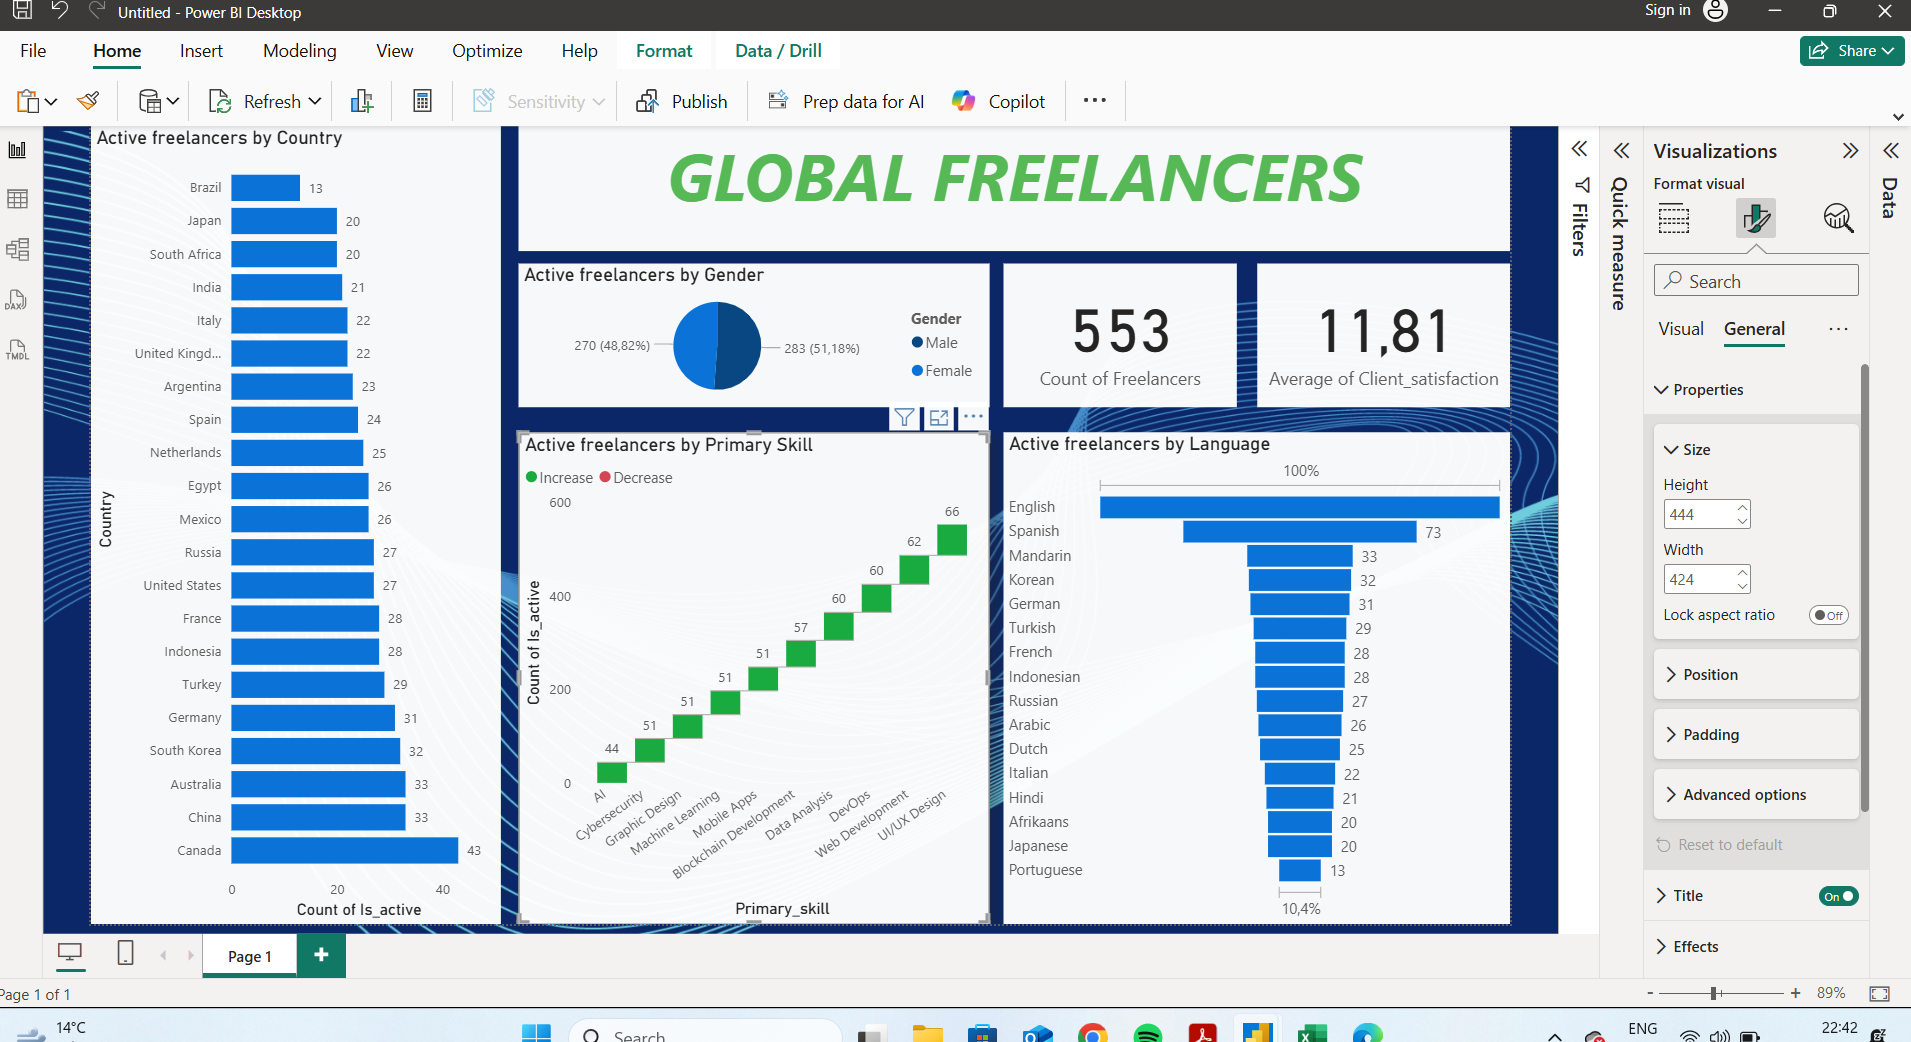 Untitled - Power BI Desktop
Sign in
File
Home
Insert
Modeling
View
Optimize
Help
Format
Data / Drill
Share
Refresh
Sensitivity
Publish
Prep data for AI
Copilot
DAX
TMDL
Active freelancers by Country
Country
Brazil 13
Japan 20
South Africa 20
India 21
Italy 22
United Kingd... 22
Argentina 23
Spain 24
Netherlands 25
Egypt 26
Mexico 26
Russia 27
United States 27
France 28
Indonesia 28
Turkey 29
Germany 31
South Korea 32
Australia 33
China 33
Canada 43
0 20 40
Count of Is_active
GLOBAL FREELANCERS
Active freelancers by Gender
270 (48,82%)
283 (51,18%)
Gender
Male
Female
553
Count of Freelancers
11,81
Average of Client_satisfaction
Active freelancers by Primary Skill
Increase Decrease
Count of Is_active
600
400
200
0
44
51
51
51
51
57
60
60
62
66
AI
Cybersecurity
Graphic Design
Machine Learning
Mobile Apps
Blockchain Development
Data Analysis
DevOps
Web Development
UI/UX Design
Primary_skill
Active freelancers by Language
100%
English
Spanish 73
Mandarin 33
Korean 32
German 31
Turkish 29
French 28
Indonesian 28
Russian 27
Arabic 26
Dutch 25
Italian 22
Hindi 21
Afrikaans 20
Japanese 20
Portuguese 13
10,4%
Filters
Quick measure
Visualizations
Format visual
Search
Visual
General
Properties
Size
Height
444
Width
424
Lock aspect ratio
Off
Position
Padding
Advanced options
Reset to default
Title
On
Effects
Data
Page 1
Page 1 of 1
89%
14°C
Search
ENG
22:42